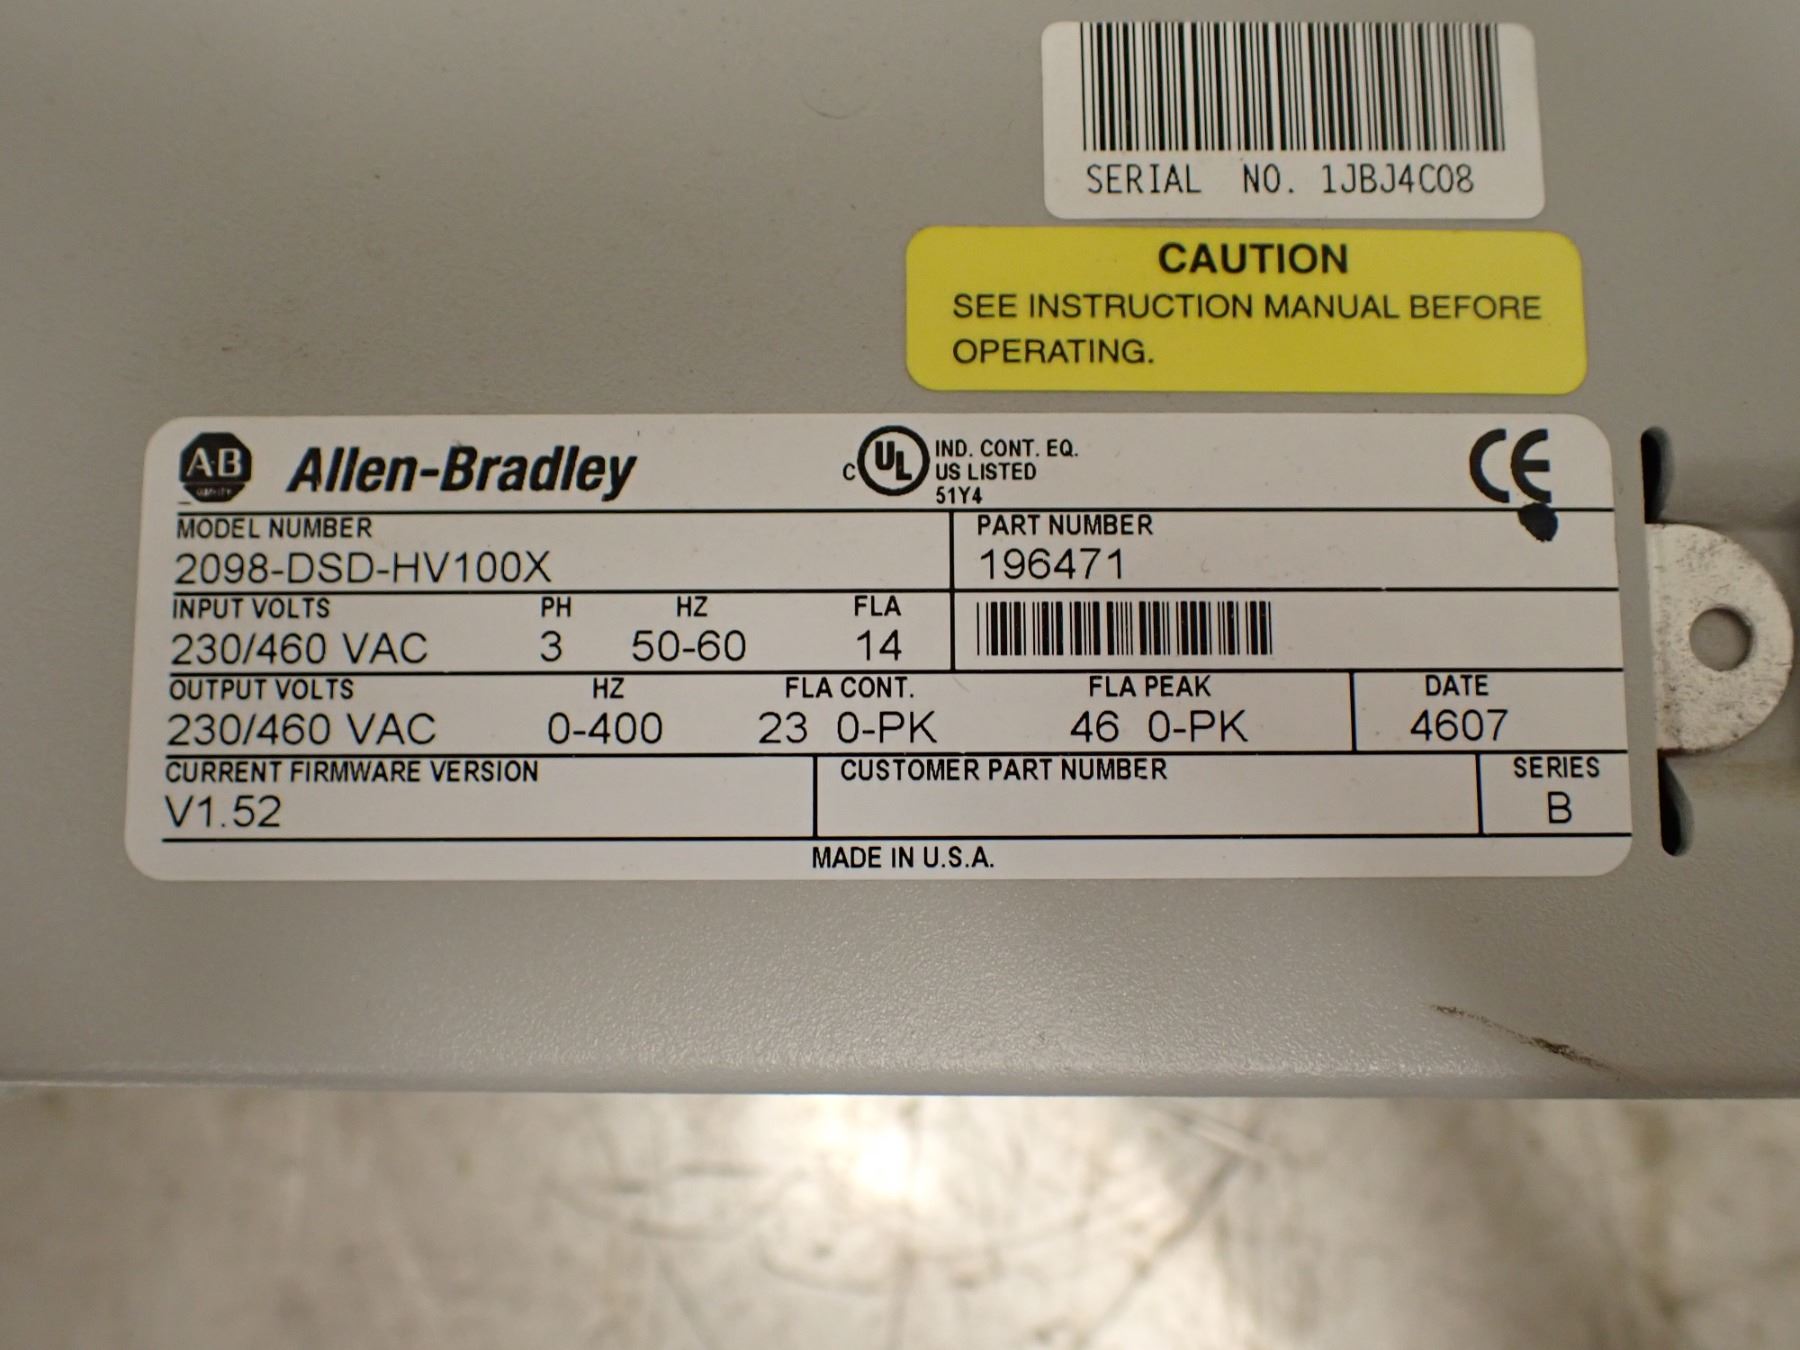 SERIAL NO. 1JBJ4C08
CAUTION
SEE INSTRUCTION MANUAL BEFORE
OPERATING.
AB Allen-Bradley
C UL IND. CONT. EQ.
US LISTED
51Y4
CE
MODEL NUMBER PART NUMBER
2098-DSD-HV100X 196471
INPUT VOLTS PH HZ FLA
230/460 VAC 3 50-60 14
OUTPUT VOLTS HZ FLA CONT. FLA PEAK DATE
230/460 VAC 0-400 23 0-PK 46 0-PK 4607
CURRENT FIRMWARE VERSION CUSTOMER PART NUMBER SERIES
V1.52 B
MADE IN U.S.A.